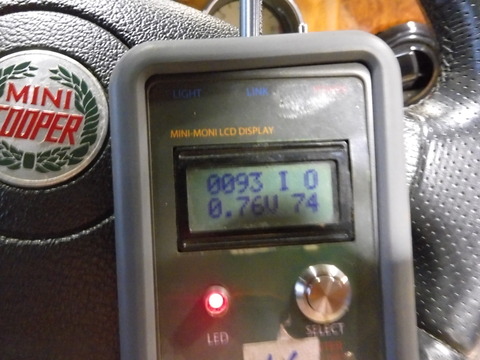 MINI
COOPER
LIGHT
LINK
MINI-MONI LCD DISPLAY
0093 I 0
0.76V 74
LED
SELECT